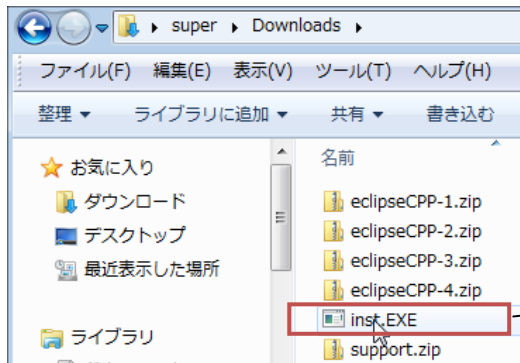 super Downloads
ファイル(F) 編集(E) 表示(V) ツール(T) ヘルプ(H)
整理 ライブラリに追加 共有 書き込む
お気に入り
ダウンロード
デスクトップ
最近表示した場所
ライブラリ
名前
eclipseCPP-1.zip
eclipseCPP-2.zip
eclipseCPP-3.zip
eclipseCPP-4.zip
inst.EXE
support.zip